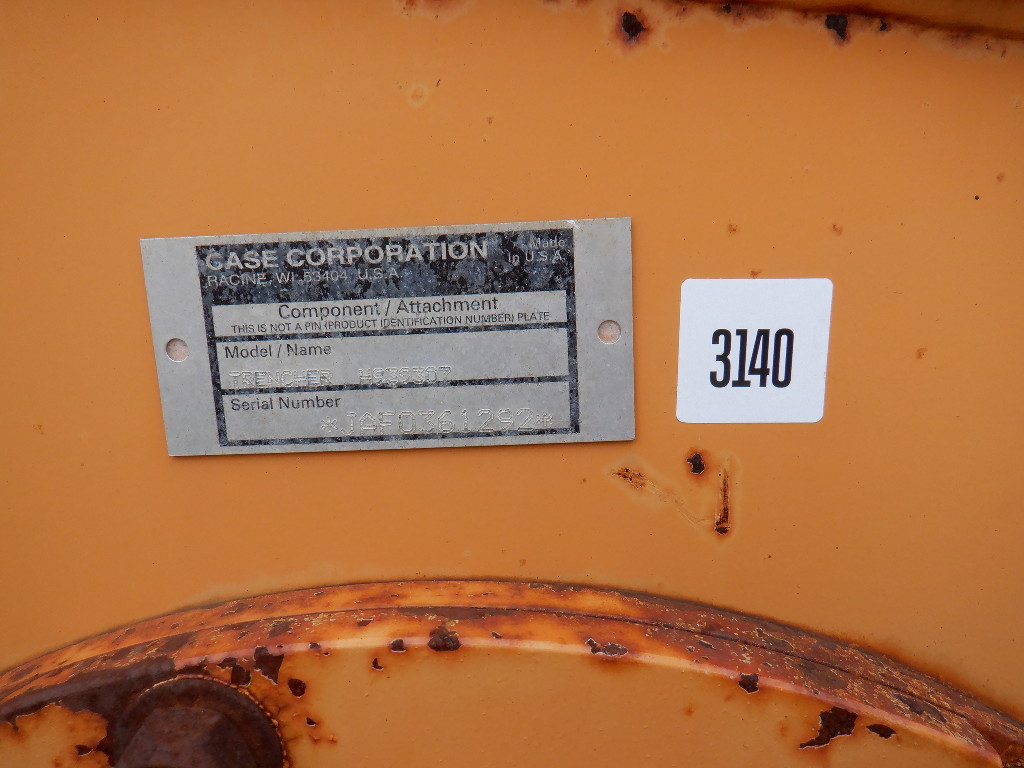 CASE CORPORATION
Made
In U.S.A.
RACINE, WI. 53404 U.S.A.
Component / Attachment
THIS IS NOT A PIN (PRODUCT IDENTIFICATION NUMBER) PLATE
Model / Name
TRENCHER
Serial Number
*JAF0361292*
3140